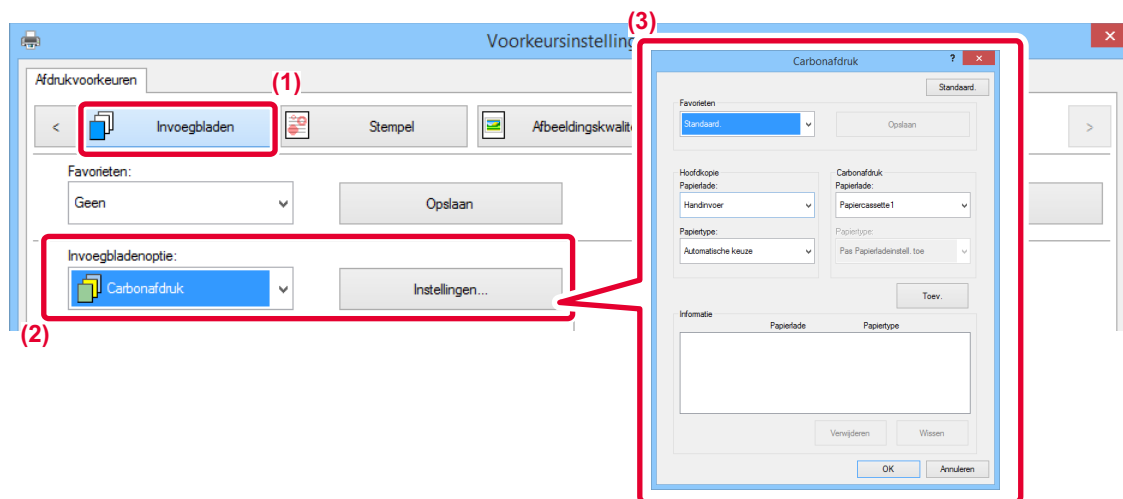 (3)
Voorkeursinstelling
Afdrukvoorkeuren
(1)
< Invoegbladen Stempel Afbeeldingskwalite >
Favorieten:
Geen Opslaan
Invoegbladenoptie:
Carbonafdruk Instellingen...
(2)
Carbonafdruk ?
Standaard.
Favorieten
Standaard. Opslaan
Hoofdkopie Carbonafdruk
Papierlade: Papierlade:
Handinvoer Papiercassette1
Papiertype: Papiertype:
Automatische keuze Pas Papierladeinstell. toe
Toev.
Informatie
Papierlade Papiertype
Verwijderen Wissen
OK Annuleren